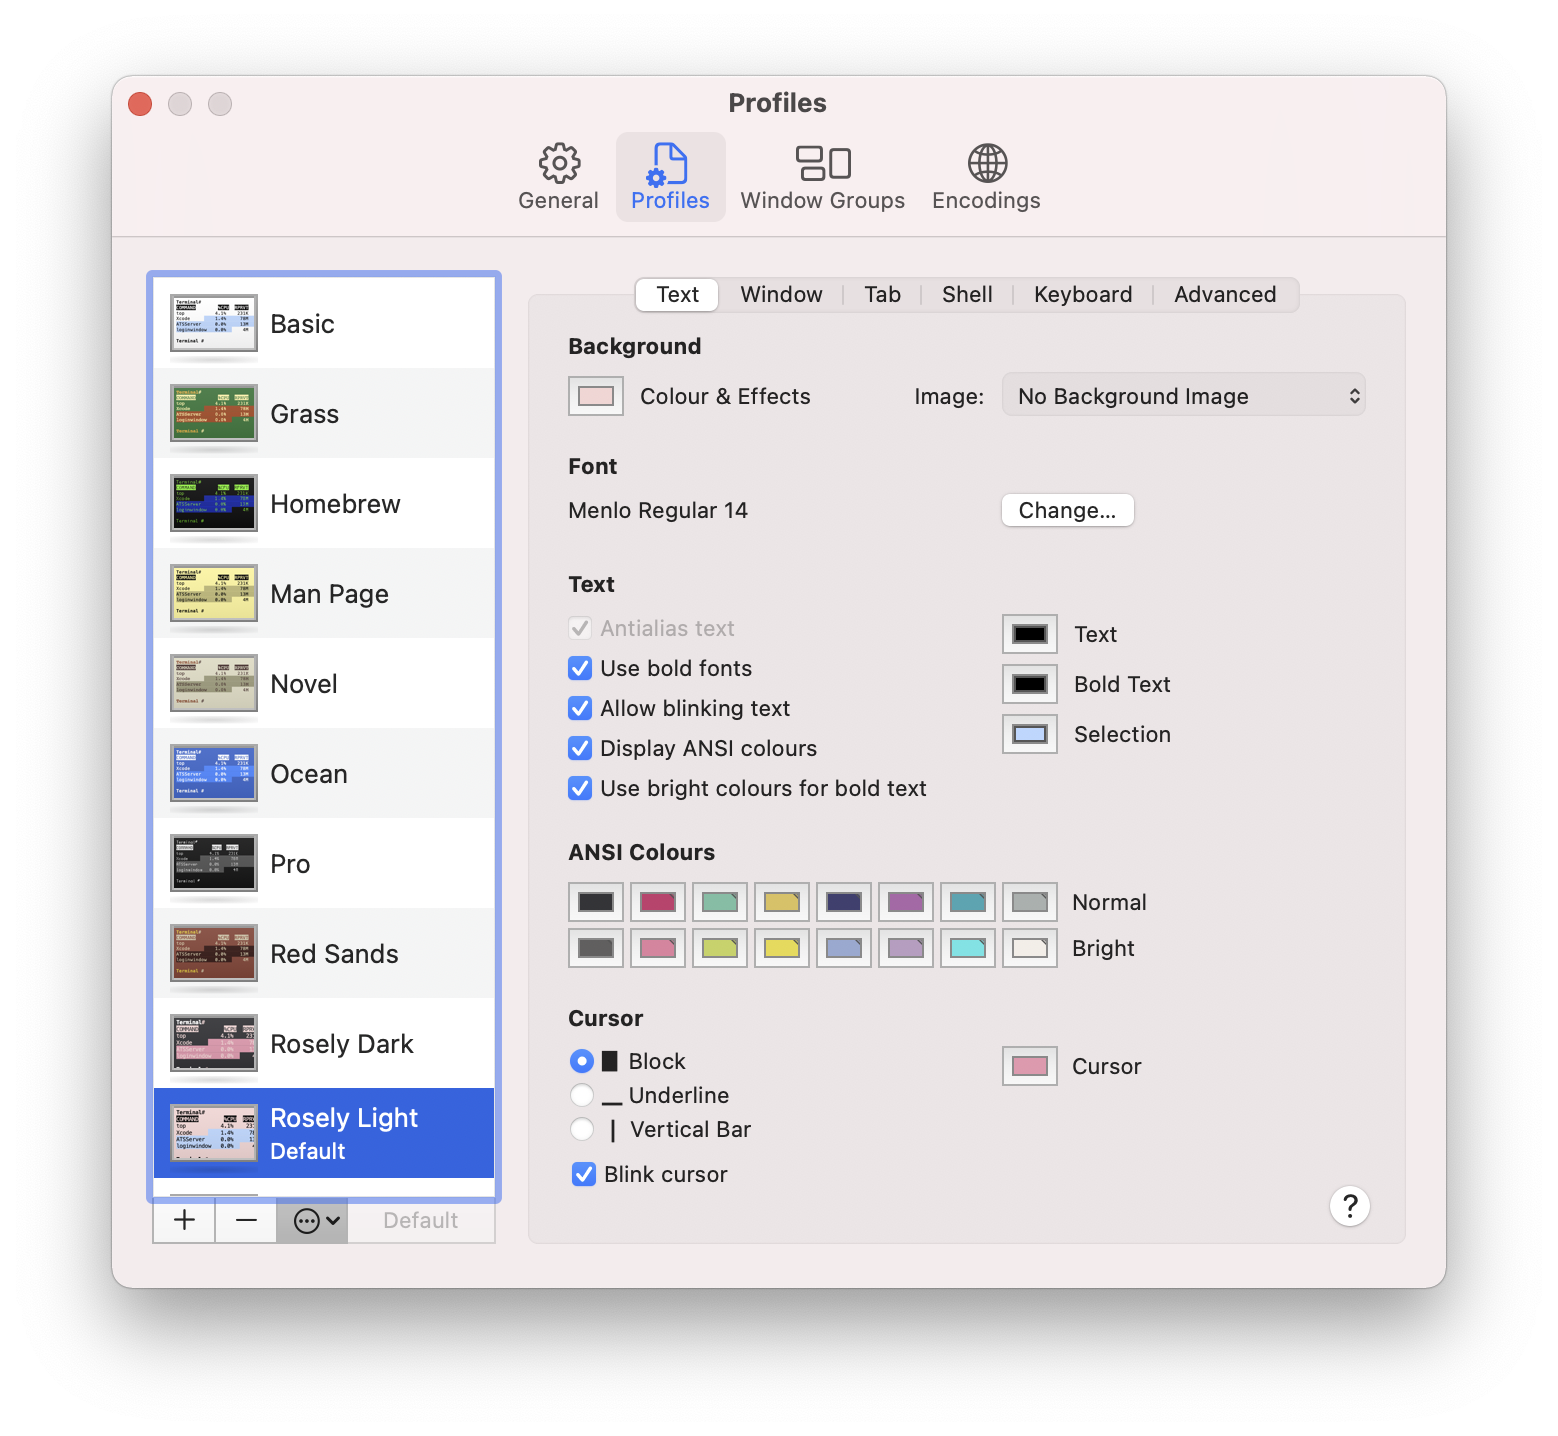 Profiles
General
Profiles
Window Groups
Encodings
Basic
Grass
Homebrew
Man Page
Novel
Ocean
Pro
Red Sands
Rosely Dark
Rosely Light
Default
Default
Text
Window
Tab
Shell
Keyboard
Advanced
Background
Colour & Effects
Image:
No Background Image
Font
Menlo Regular 14
Change...
Text
Antialias text
Use bold fonts
Allow blinking text
Display ANSI colours
Use bright colours for bold text
Text
Bold Text
Selection
ANSI Colours
Normal
Bright
Cursor
Block
Underline
Vertical Bar
Blink cursor
Cursor
?